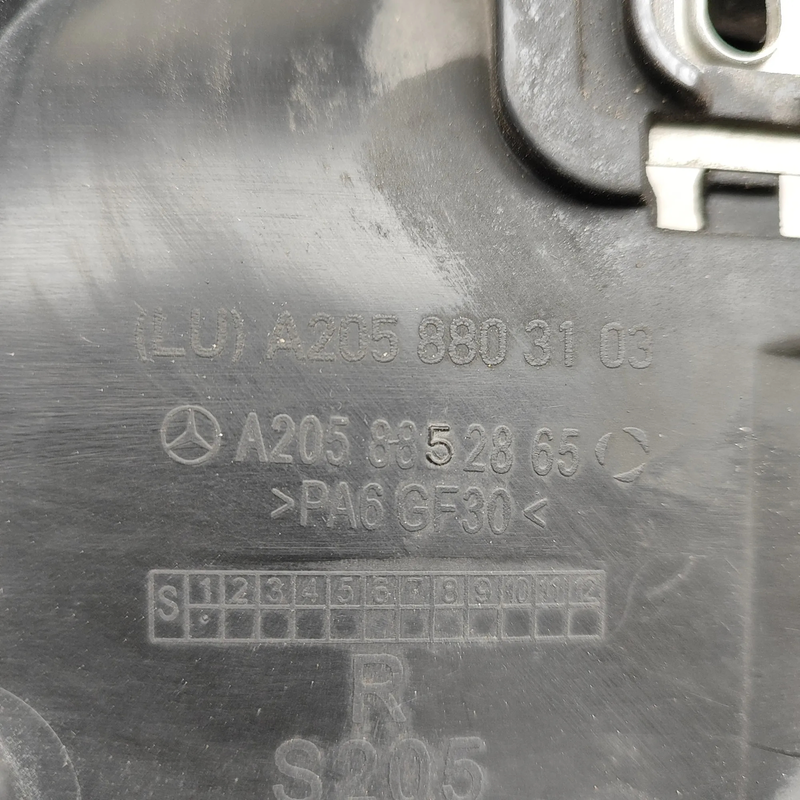 (LU) A205 880 31 03
A205 885 28 65
>PA6 GF30<
S 1 2 3 4 5 6 7 8 9 10 11 12
R
S205